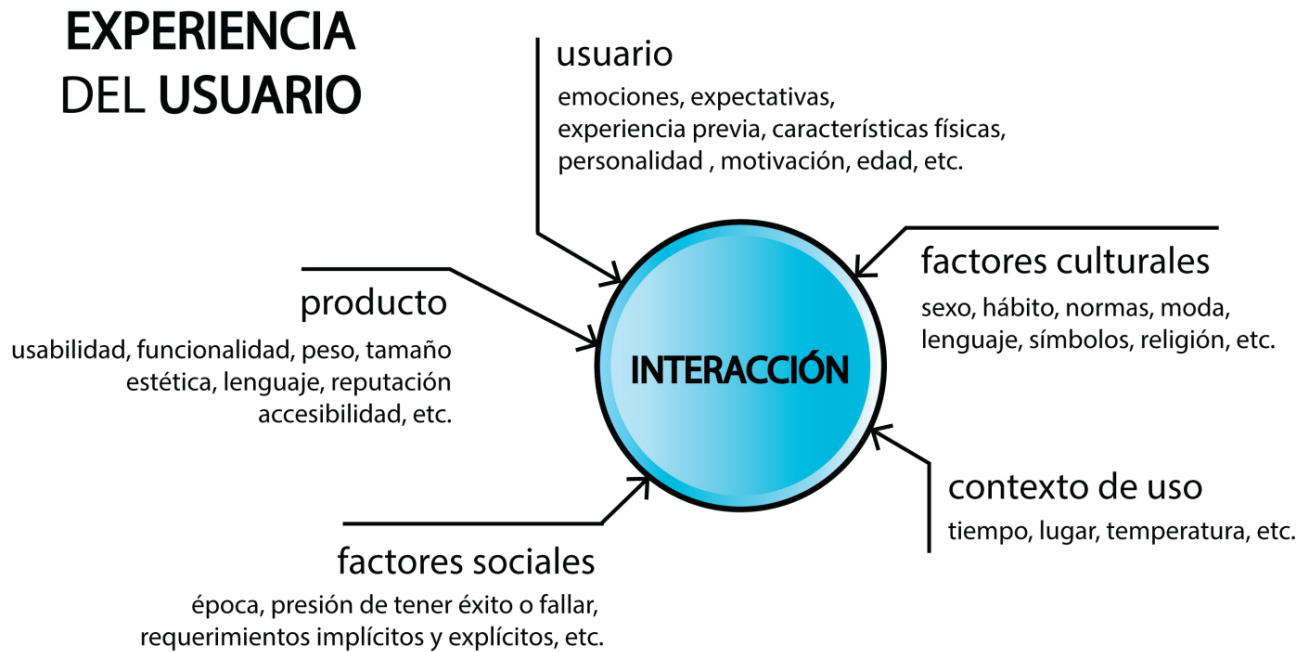 EXPERIENCIA
DEL USUARIO
usuario
emociones, expectativas,
experiencia previa, características físicas,
personalidad , motivación, edad, etc.
factores culturales
sexo, hábito, normas, moda,
lenguaje, símbolos, religión, etc.
producto
usabilidad, funcionalidad, peso, tamaño
estética, lenguaje, reputación
accesibilidad, etc.
INTERACCIÓN
contexto de uso
tiempo, lugar, temperatura, etc.
factores sociales
época, presión de tener éxito o fallar,
requerimientos implícitos y explícitos, etc.